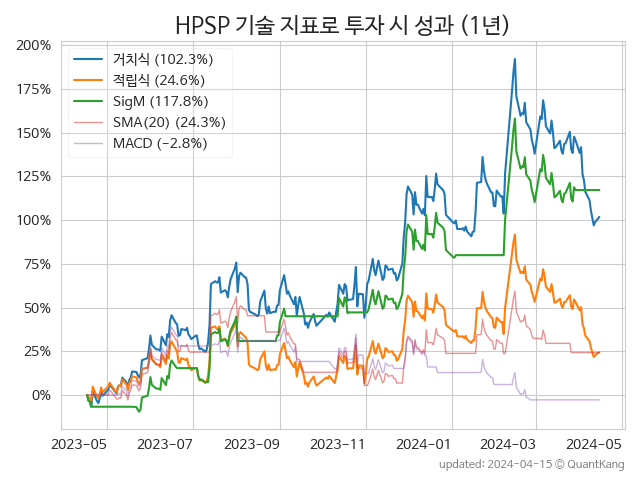 HPSP 기술 지표로 투자 시 성과 (1년)
200%
175%
150%
125%
100%
75%
50%
25%
0%
거치식 (102.3%)
적립식 (24.6%)
SigM (117.8%)
SMA(20) (24.3%)
MACD (−2.8%)
2023-05 2023-07 2023-09 2023-11 2024-01 2024-03 2024-05
updated: 2024-04-15 © QuantKang